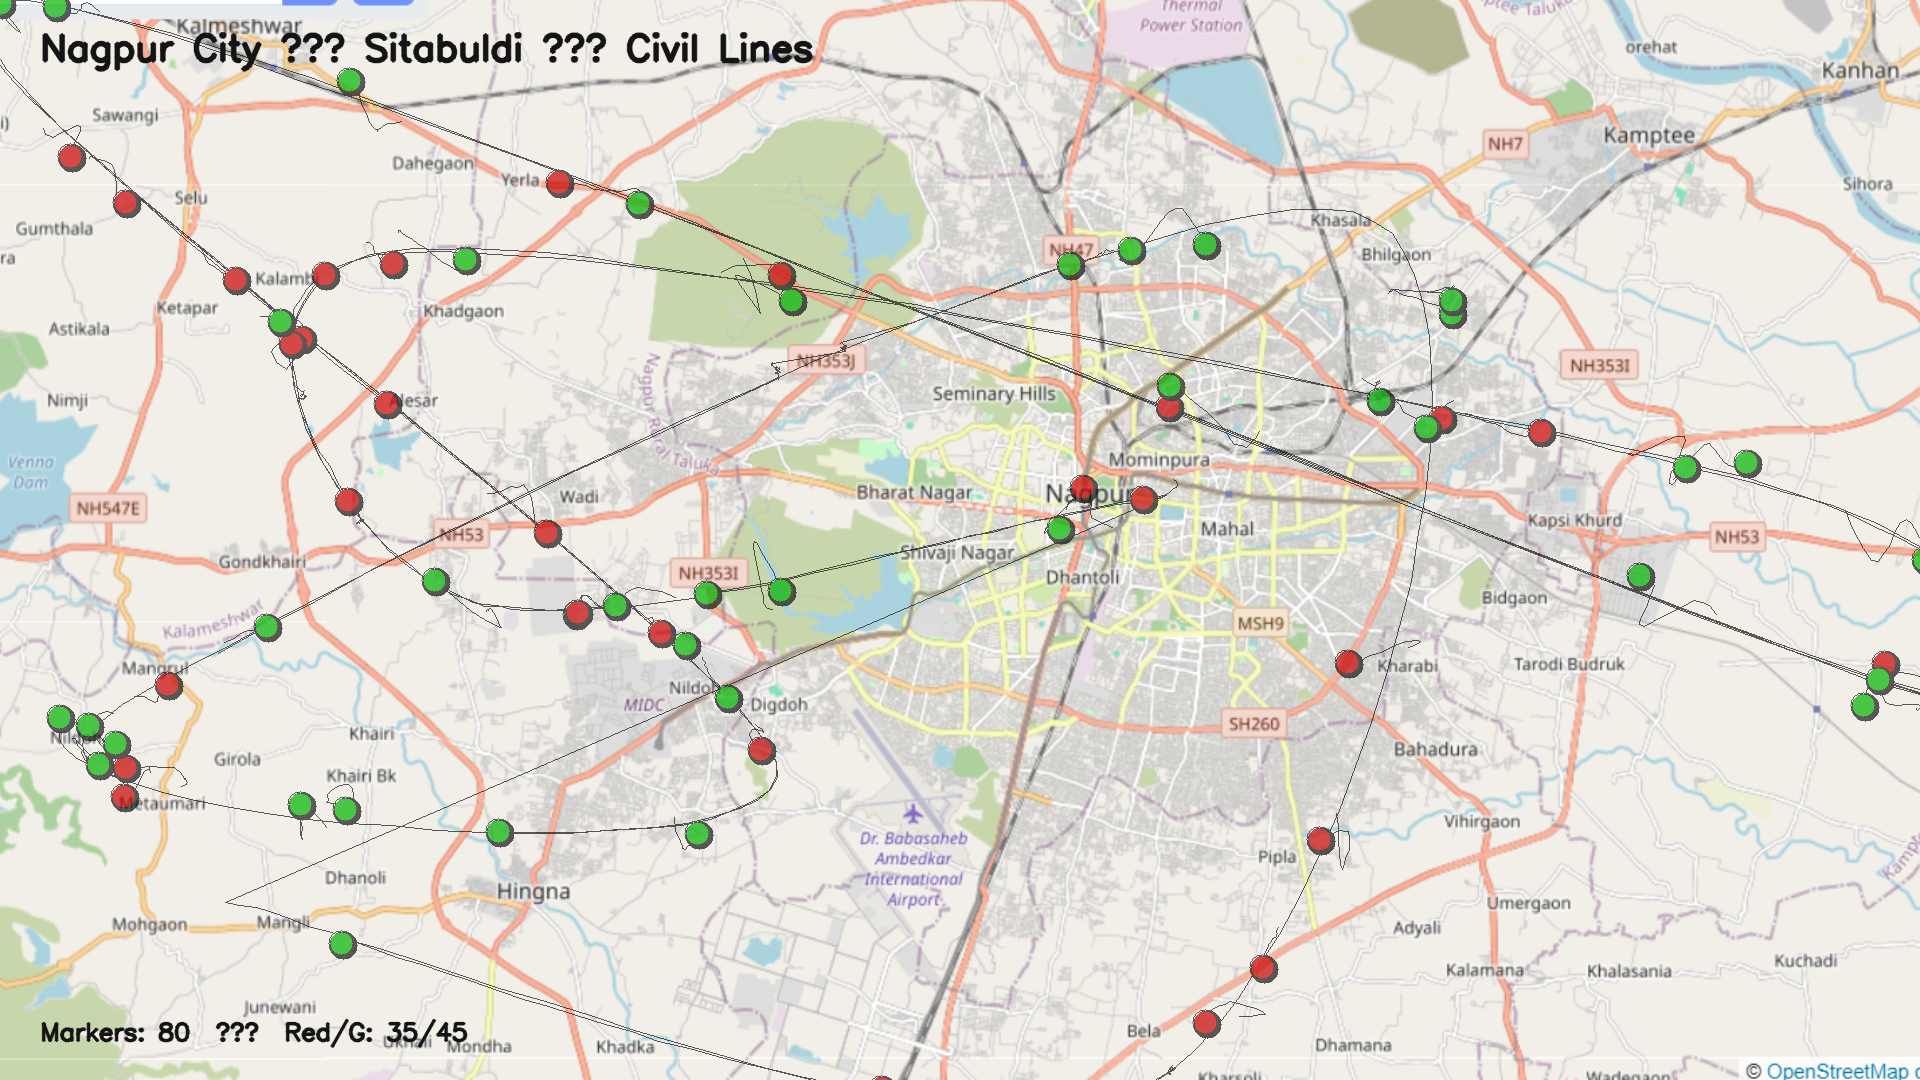 Kalmeshwar
Nagpur City ??? Sitabuldi ??? Civil Lines
Thermal
Power Station
orehat
Kanhan
Sawangi
NH7
Kamptee
Dahegaon
Yerla
Selu
Sihora
Gumthala
Khasala
NH47
Bhilgaon
Kalamb
Ketapar
Khadgaon
Astikala
NH353J
NH353I
Nagpur Rural Taluka
Seminary Hills
Nimji
Mominpura
Venna
Dam
Bharat Nagar
Nagpur
Wadi
NH547E
NH53
Mahal
Kapsi Khurd
NH53
Gondkhairi
Shivaji Nagar
NH353I
Dhantoli
Bidgaon
Kalameshwar
MSH9
Mangrul
Kharabi
Tarodi Budruk
MIDC
Digdoh
SH260
Khairi
Bahadura
Girola
Khairi Bk
Metaumari
Vihirgaon
Dr. Babasaheb
Ambedkar
International
Airport
Pipla
Dhanoli
Hingna
Umergaon
Mohgaon
Mangli
Adyali
Kalamana
Khalasania
Kuchadi
Junewani
Markers: 80 ??? Red/G: 35/45
Mondha
Khadka
Bela
Dhamana
Kharsoli
Wadegaon
© OpenStreetMap